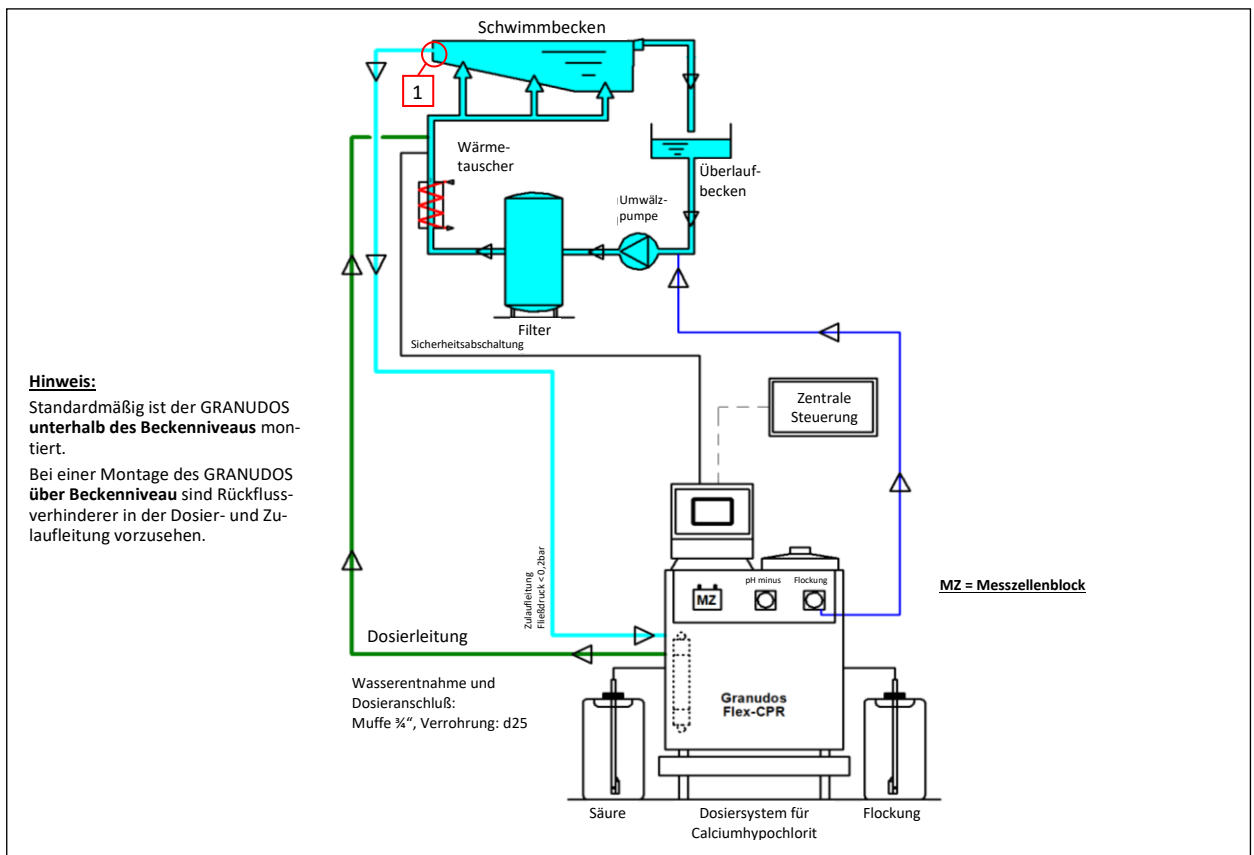 Schwimmbecken
1
Wärme-
tauscher
Überlauf-
becken
Umwälz-
pumpe
Filter
Sicherheitsabschaltung
Hinweis:
Standardmäßig ist der GRANUDOS
unterhalb des Beckenniveaus mon-
tiert.
Bei einer Montage des GRANUDOS
über Beckenniveau sind Rückfluss-
verhinderer in der Dosier- und Zu-
laufleitung vorzusehen.
Zentrale
Steuerung
Zulaufleitung
Fließdruck < 0,2bar
pH minus
Flockung
MZ
MZ = Messzellenblock
Dosierleitung
Wasserentnahme und
Dosieranschluß:
Muffe ¾“, Verrohrung: d25
Granudos
Flex-CPR
Säure
Dosiersystem für
Calciumhypochlorit
Flockung